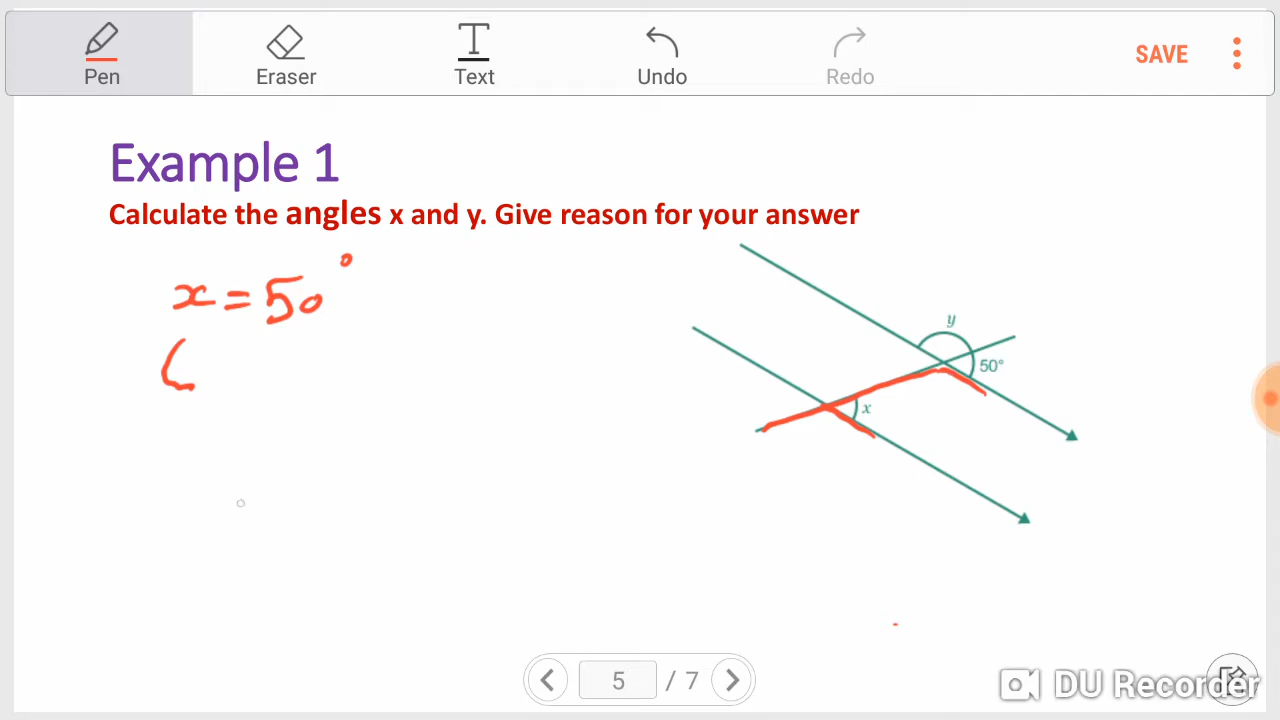 Pen
Eraser
Text
Undo
Redo
SAVE
Example 1
Calculate the angles x and y. Give reason for your answer
x = 50°
(
y
50°
x
5 / 7
DU Recorder